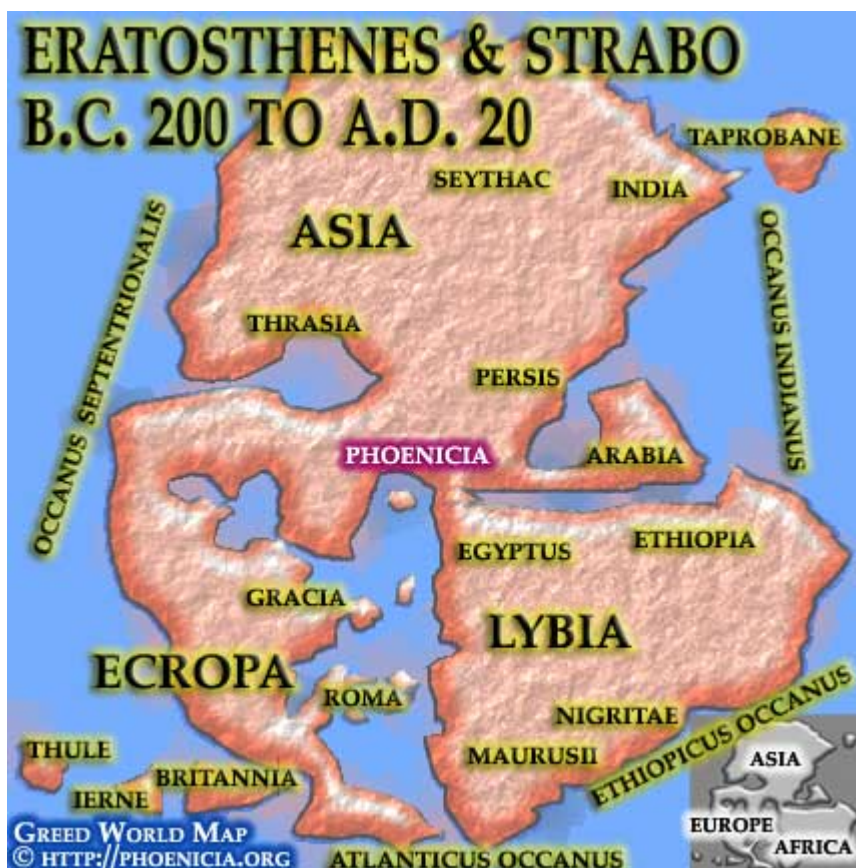 ERATOSTHENES & STRABO
B.C. 200 TO A.D. 20
TAPROBANE
SEYTHAC
INDIA
ASIA
OCCANUS SEPTENTRIONALIS
OCCANUS INDIANUS
THRASIA
PERSIS
PHOENICIA
ARABIA
EGYPTUS
ETHIOPIA
GRACIA
LYBIA
ECROPA
ROMA
NIGRITAE
MAURUSII
ETHIOPICUS OCCANUS
THULE
BRITANNIA
IERNE
ASIA
EUROPE
AFRICA
GREED WORLD MAP
© HTTP://PHOENICIA.ORG
ATLANTICUS OCCANUS